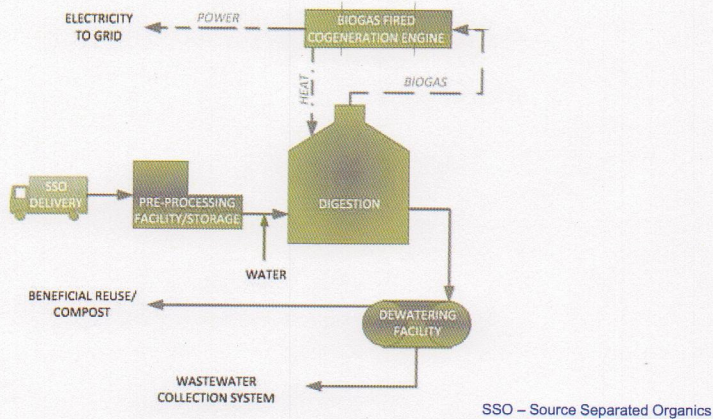 ELECTRICITY
TO GRID
POWER
BIOGAS FIRED
COGENERATION ENGINE
HEAT
BIOGAS
SSO
DELIVERY
PRE-PROCESSING
FACILITY/STORAGE
DIGESTION
WATER
BENEFICIAL REUSE/
COMPOST
DEWATERING
FACILITY
WASTEWATER
COLLECTION SYSTEM
SSO – Source Separated Organics